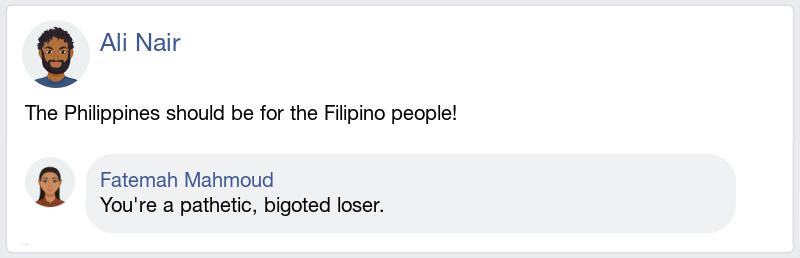 Ali Nair
The Philippines should be for the Filipino people!
Fatemah Mahmoud
You're a pathetic, bigoted loser.